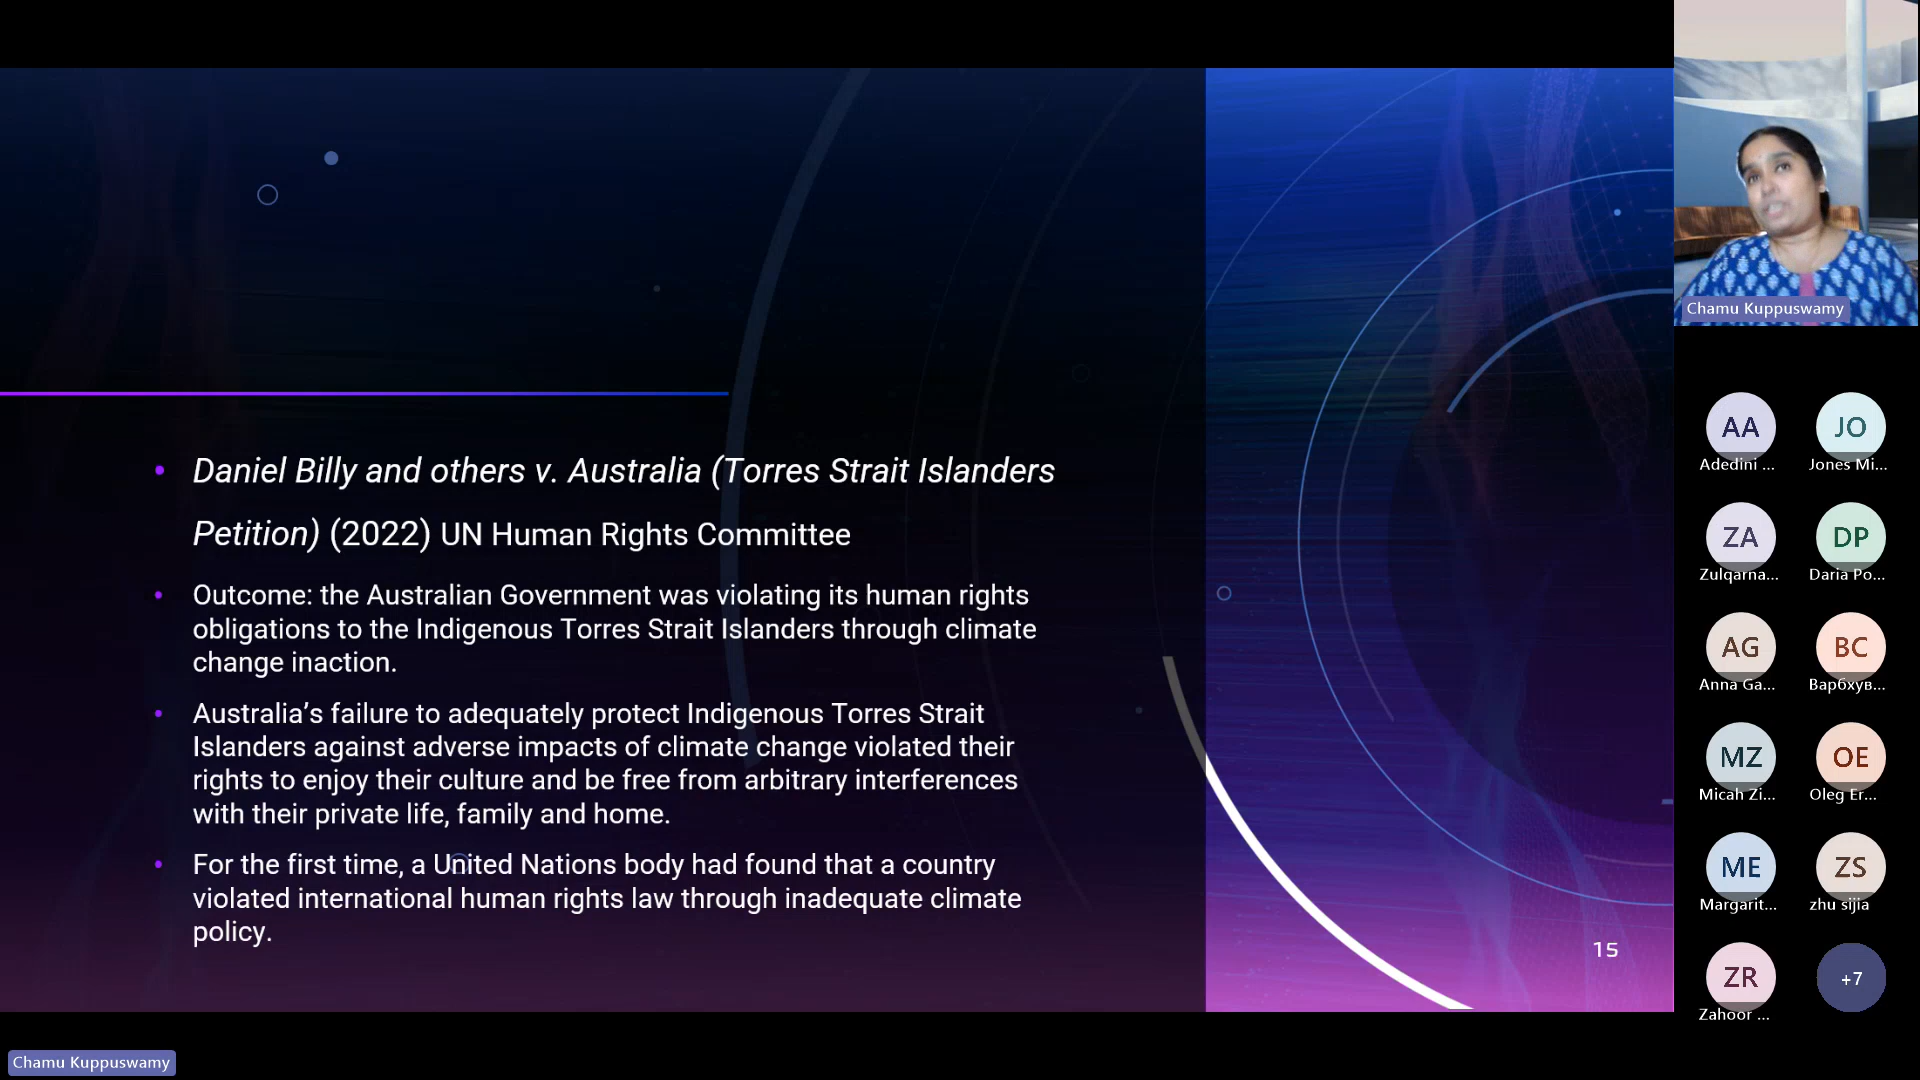 Daniel Billy and others v. Australia (Torres Strait Islanders
Petition) (2022) UN Human Rights Committee
Outcome: the Australian Government was violating its human rights
obligations to the Indigenous Torres Strait Islanders through climate
change inaction.
Australia’s failure to adequately protect Indigenous Torres Strait
Islanders against adverse impacts of climate change violated their
rights to enjoy their culture and be free from arbitrary interferences
with their private life, family and home.
For the first time, a United Nations body had found that a country
violated international human rights law through inadequate climate
policy.
15
Chamu Kuppuswamy
AA
Adedini ...
JO
Jones Mi...
ZA
Zulqarna...
DP
Daria Po...
AG
Anna Ga...
BC
Варбхув...
MZ
Micah Zi...
OE
Oleg Er...
ME
Margarit...
ZS
zhu sijia
ZR
Zahoor ...
+7
Chamu Kuppuswamy